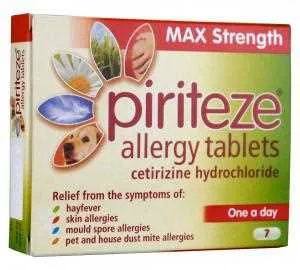 MAX Strength
piriteze®
allergy tablets
cetirizine hydrochloride
Relief from the symptoms of:
hayfever
skin allergies
mould spore allergies
pet and house dust mite allergies
One a day
7